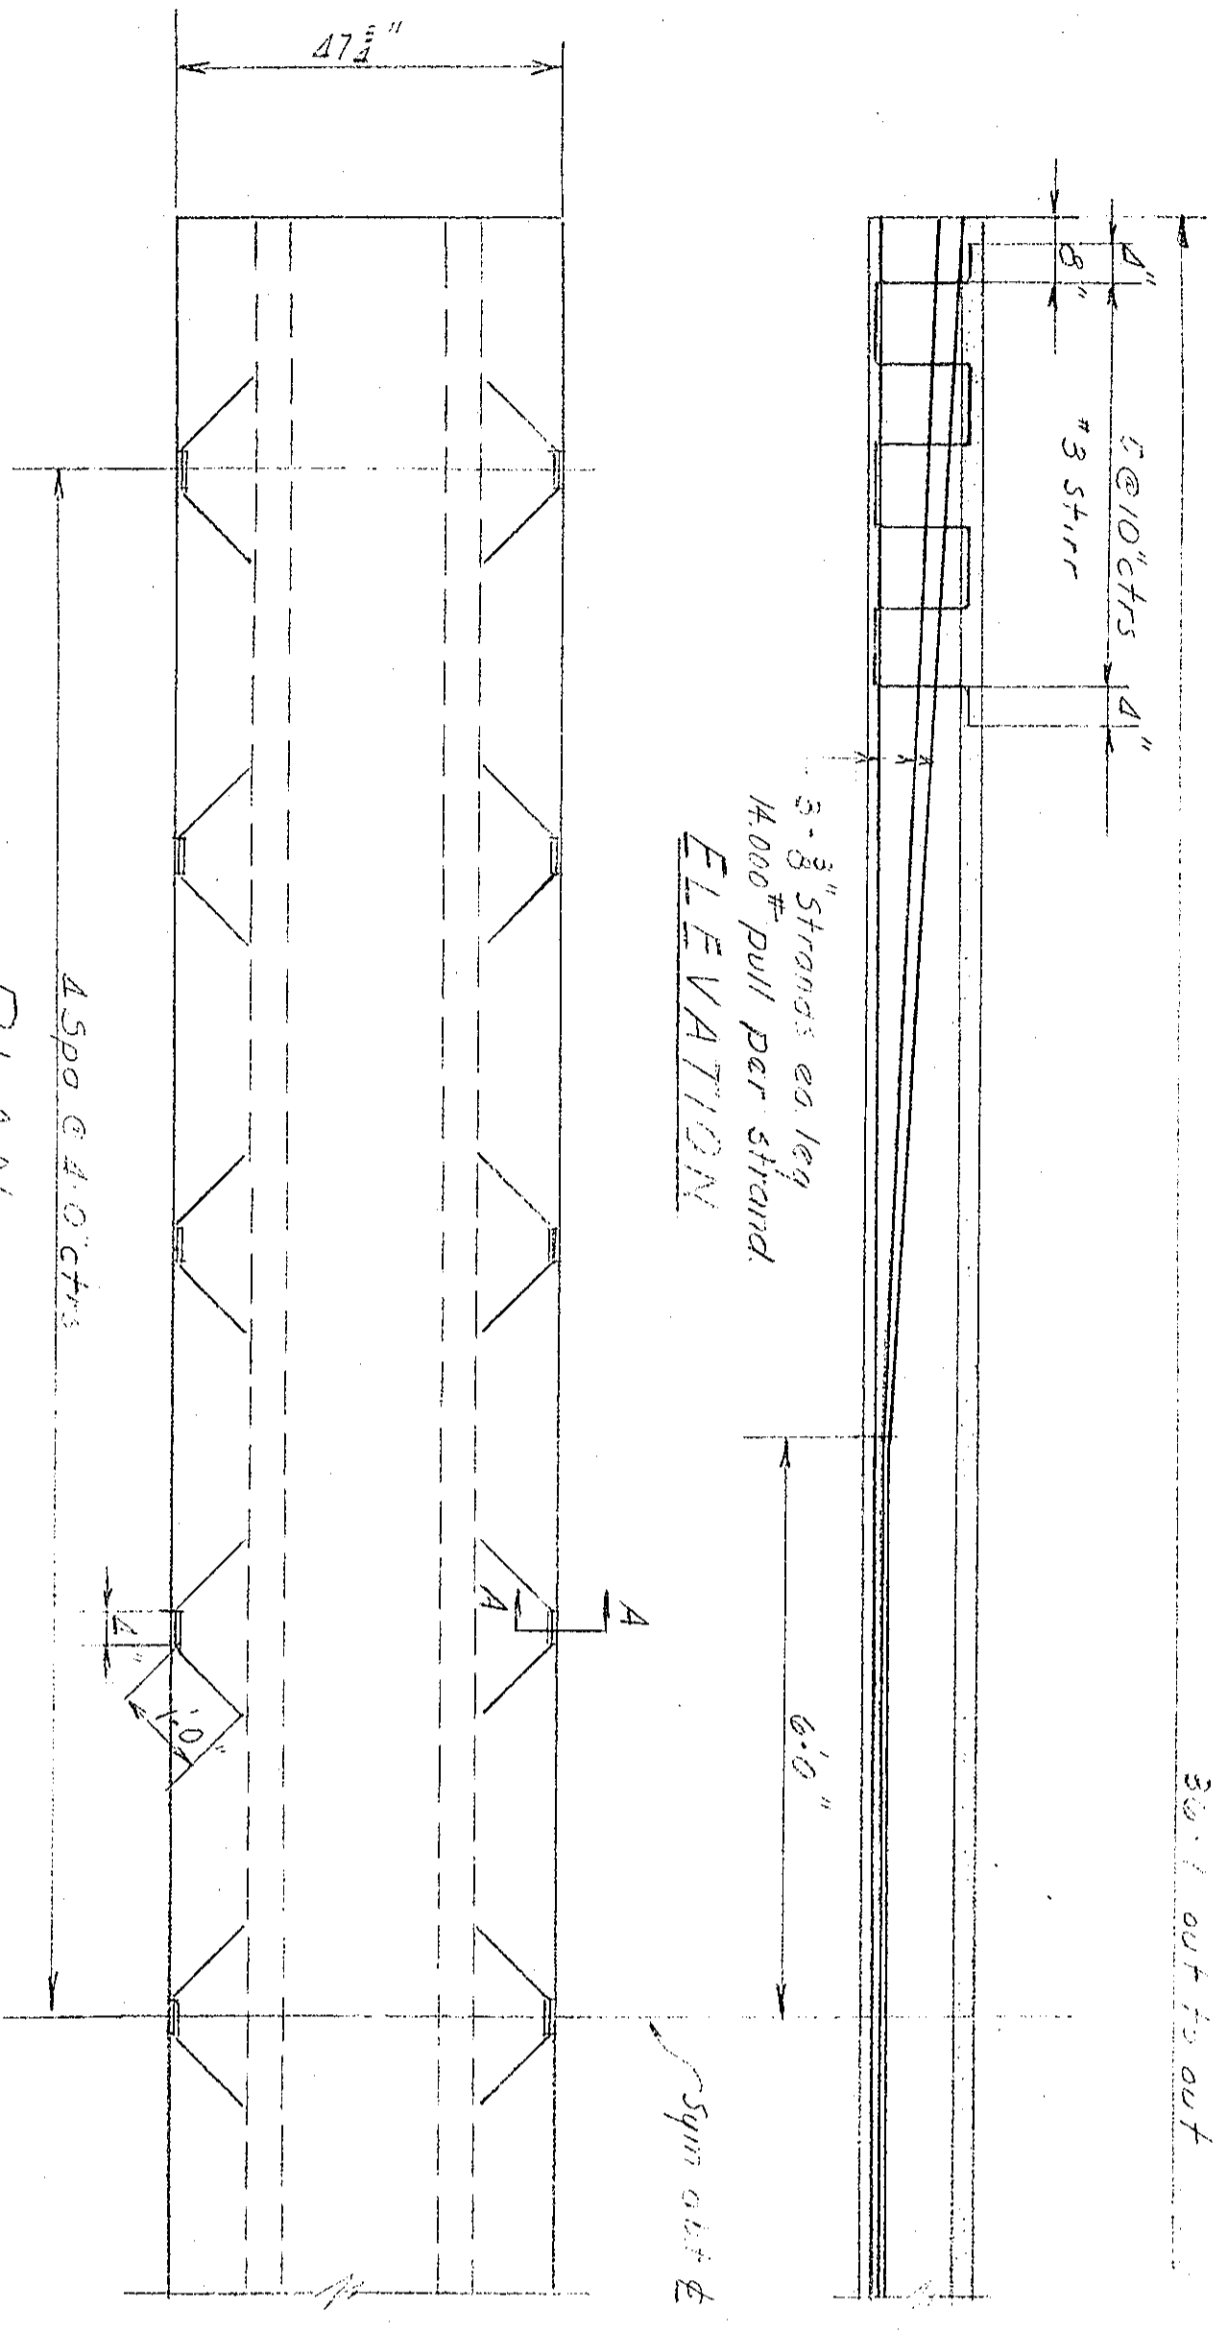 36'-1 out to out
4"
5@10"ctrs
4"
8"
#3 Stirr
3-3/8" Strands ea. leg
14,000# pull per strand.
ELEVATION
6'-0"
Sym abt ℄
47 3/4"
A
A
4"
1'-0"
4 Spa @ 4'-0" ctrs
PLAN